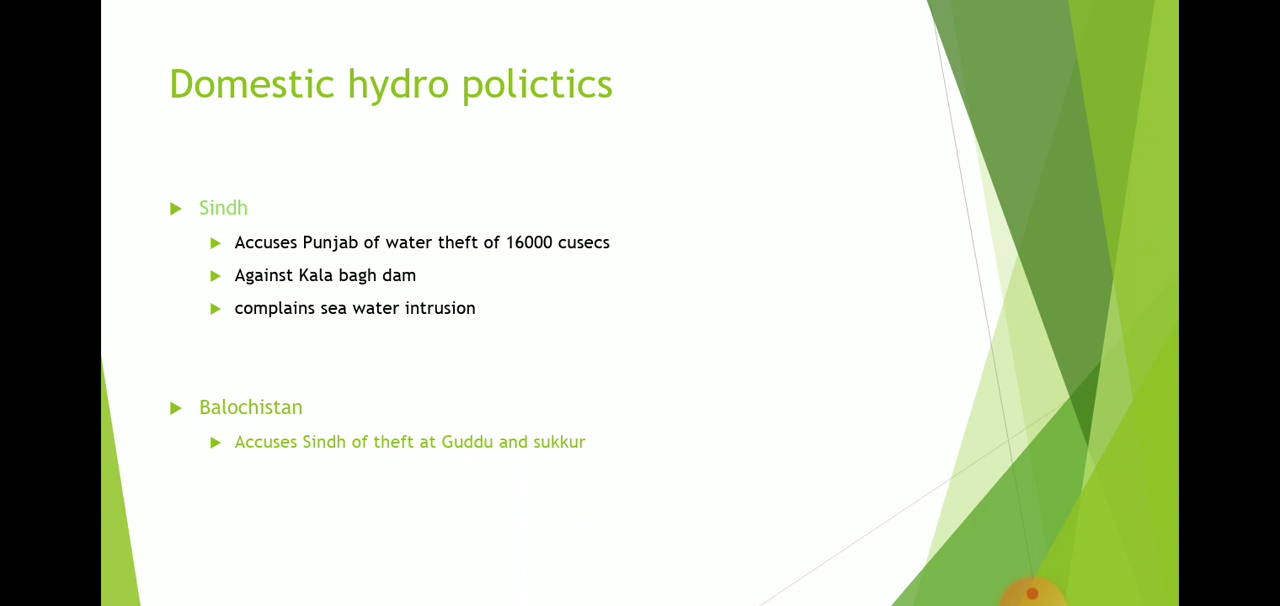 Domestic hydro polictics
Sindh
Accuses Punjab of water theft of 16000 cusecs
Against Kala bagh dam
complains sea water intrusion
Balochistan
Accuses Sindh of theft at Guddu and sukkur